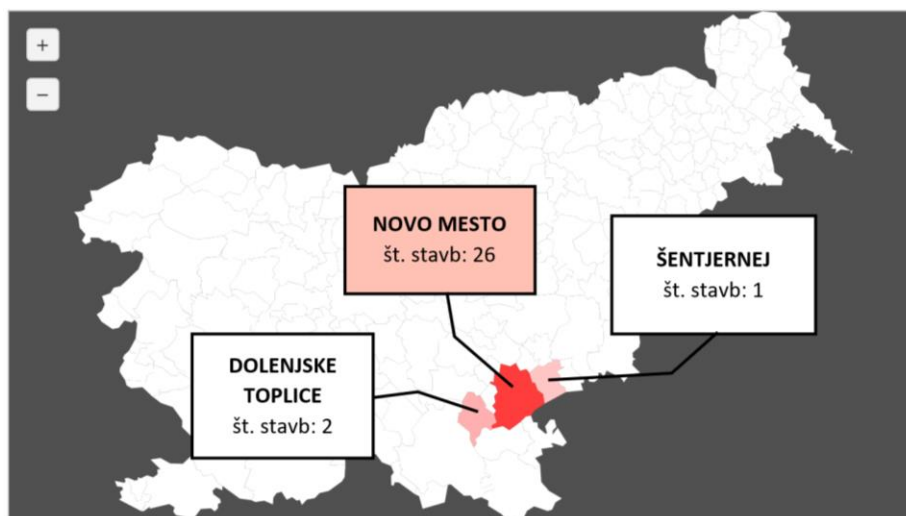 +
−
NOVO MESTO
št. stavb: 26
ŠENTJERNEJ
št. stavb: 1
DOLENJSKE
TOPLICE
št. stavb: 2